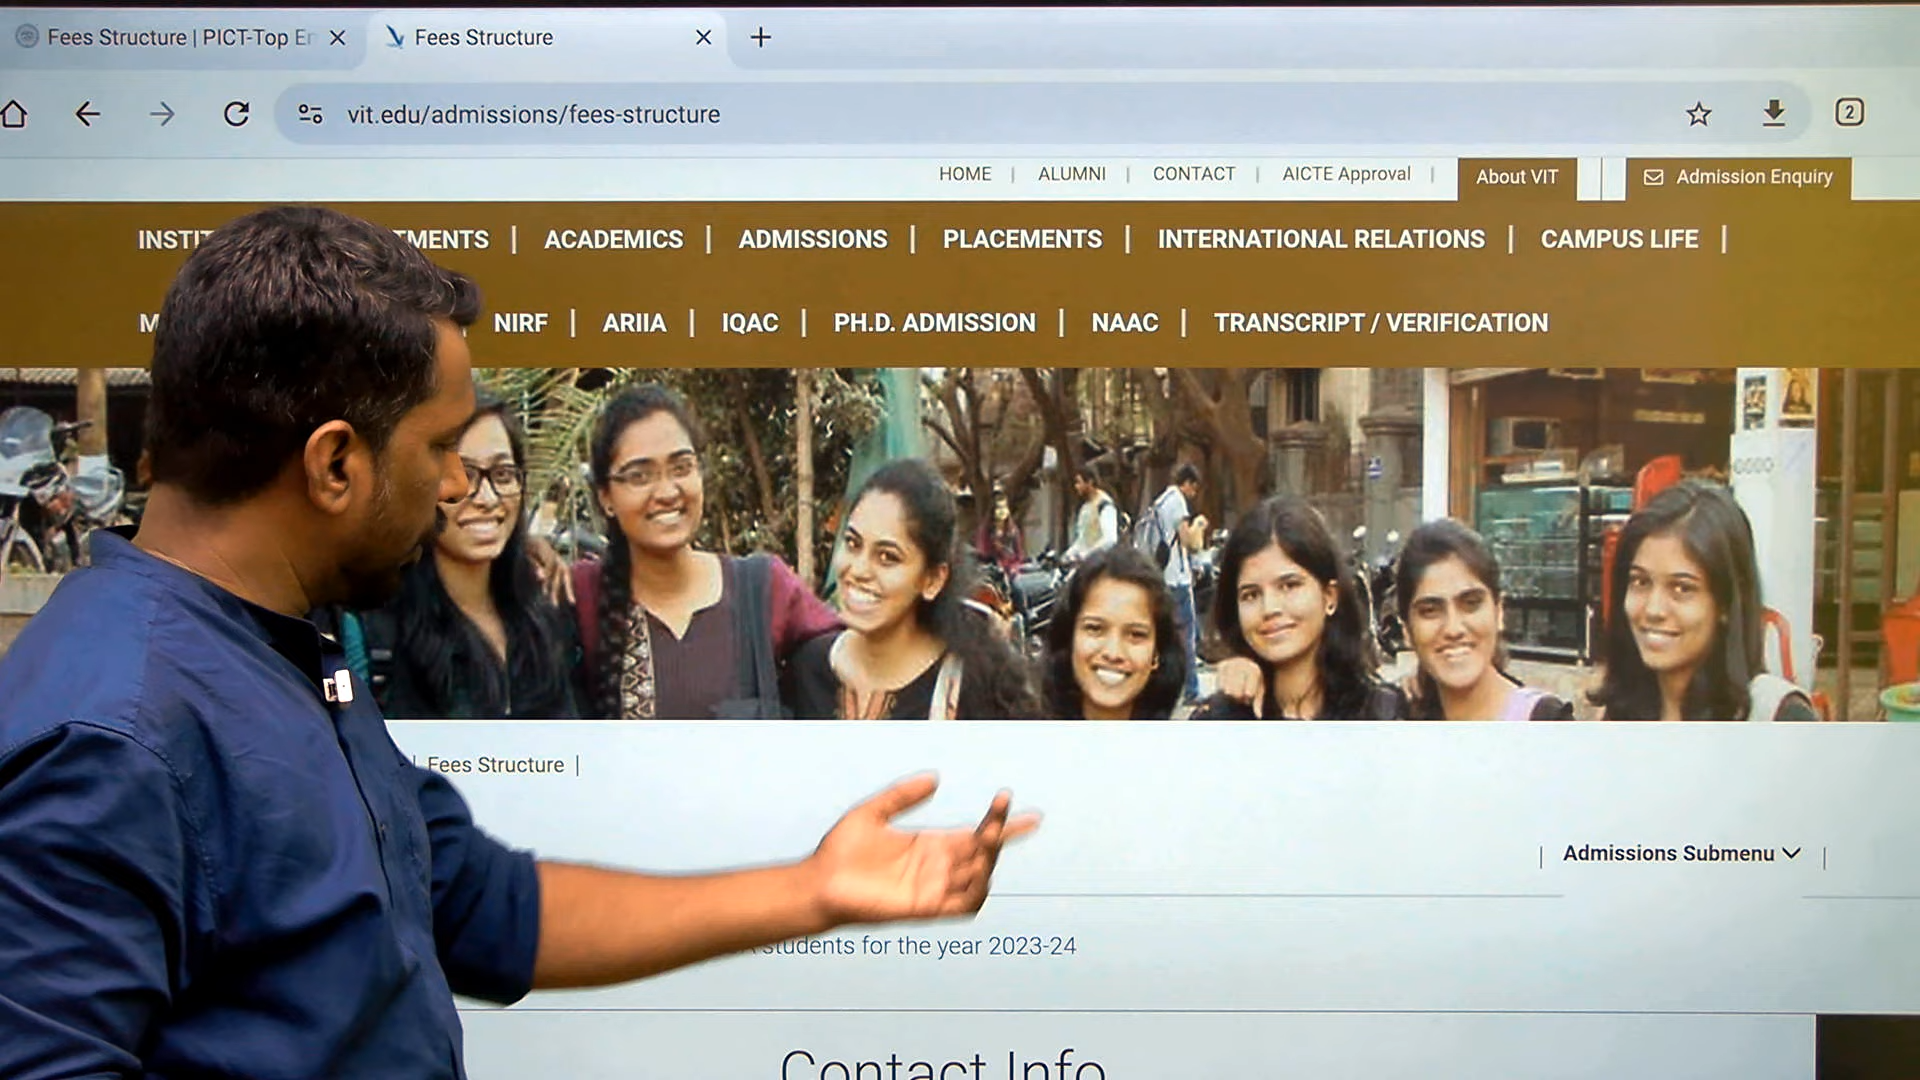 Fees Structure | PICT-Top En
Fees Structure
vit.edu/admissions/fees-structure
2
HOME | ALUMNI | CONTACT | AICTE Approval | About VIT | Admission Enquiry
INSTI TMENTS | ACADEMICS | ADMISSIONS | PLACEMENTS | INTERNATIONAL RELATIONS | CAMPUS LIFE |
M NIRF | ARIIA | IQAC | PH.D. ADMISSION | NAAC | TRANSCRIPT / VERIFICATION
| Fees Structure |
| Admissions Submenu |
students for the year 2023-24
Contact Info